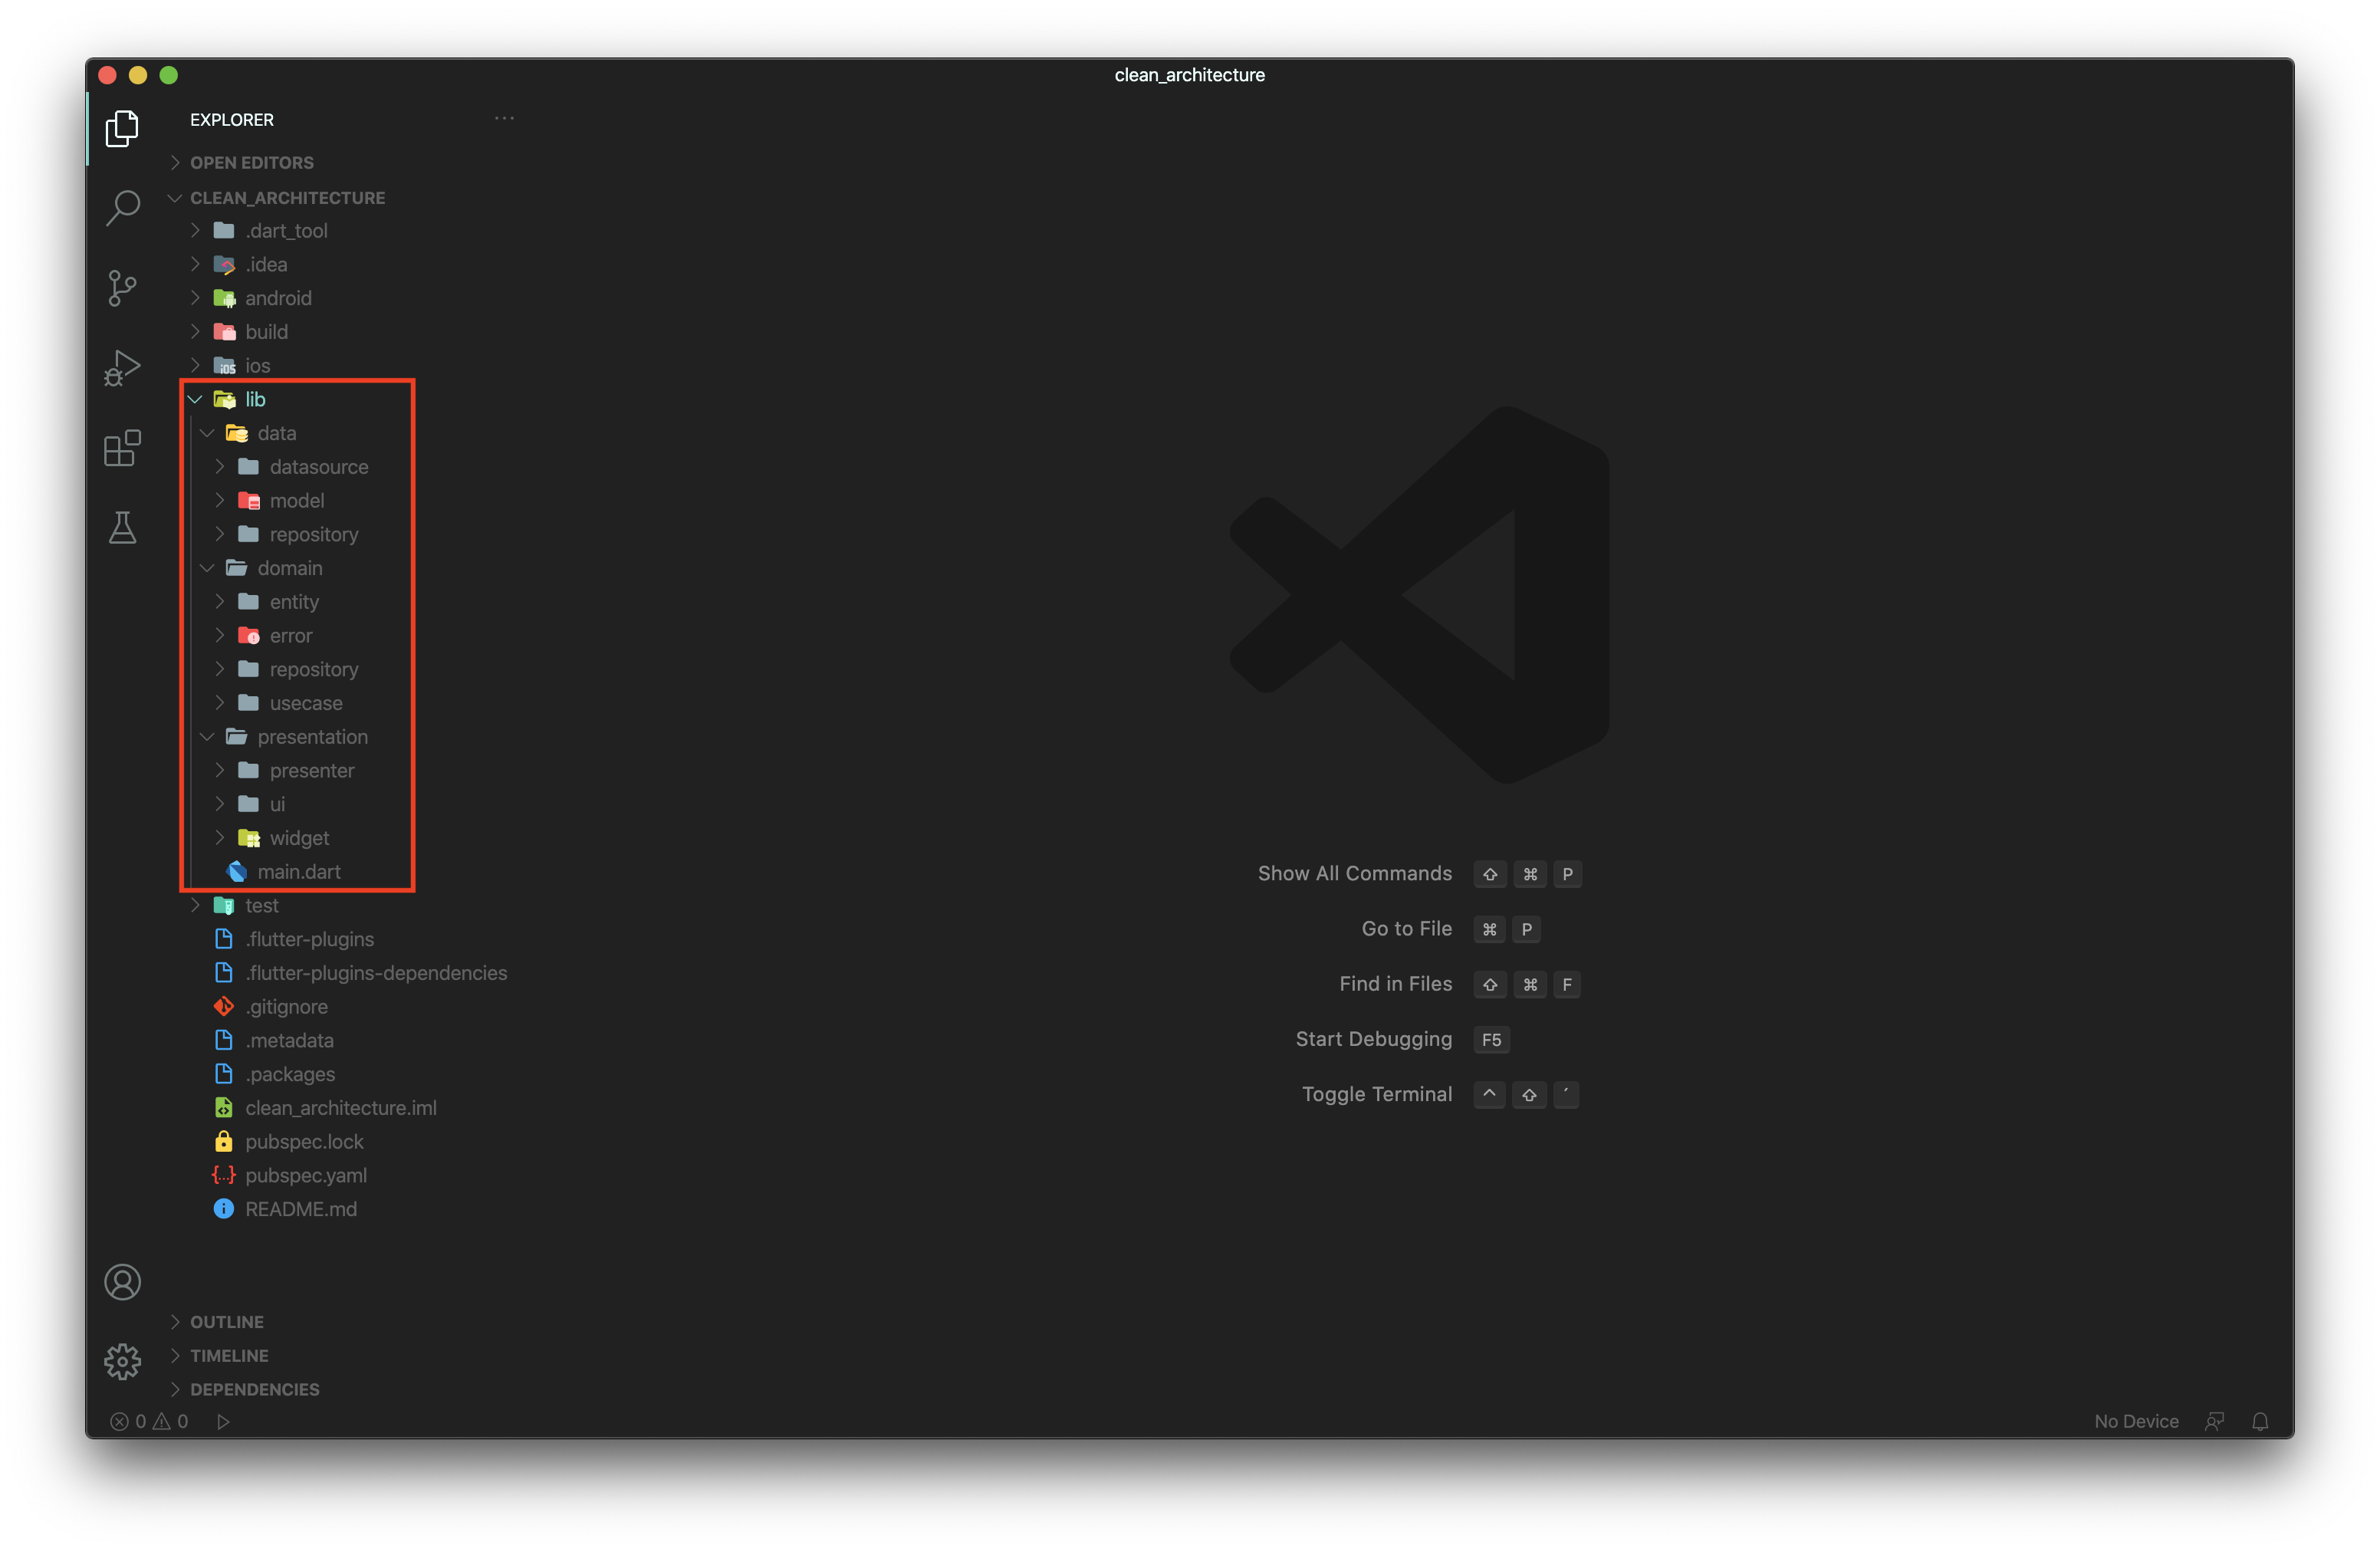 clean_architecture
EXPLORER
OPEN EDITORS
CLEAN_ARCHITECTURE
.dart_tool
.idea
android
build
ios
lib
data
datasource
model
repository
domain
entity
error
repository
usecase
presentation
presenter
ui
widget
main.dart
test
.flutter-plugins
.flutter-plugins-dependencies
.gitignore
.metadata
.packages
clean_architecture.iml
pubspec.lock
pubspec.yaml
README.md
OUTLINE
TIMELINE
DEPENDENCIES
0 0
Show All Commands ⇧ ⌘ P
Go to File ⌘ P
Find in Files ⇧ ⌘ F
Start Debugging F5
Toggle Terminal ^ ⇧ ´
No Device